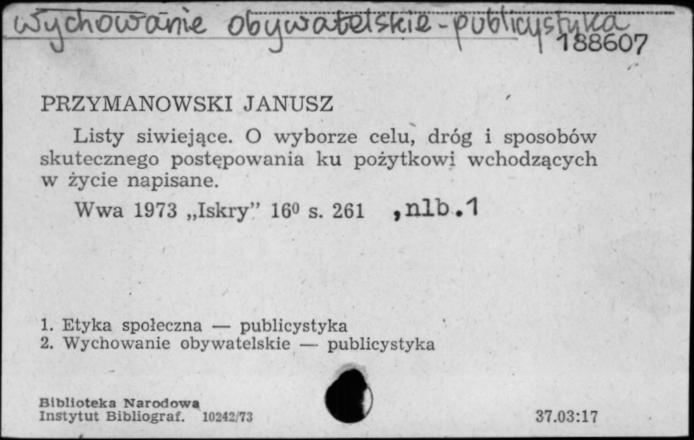 Wychowanie obywatelskie - publicystyka
188607
PRZYMANOWSKI JANUSZ
Listy siwiejące. O wyborze celu, dróg i sposobów
skutecznego postępowania ku pożytkowi wchodzących
w życie napisane.
Wwa 1973 „Iskry” 16⁰ s. 261 ,nlb.1
1. Etyka społeczna — publicystyka
2. Wychowanie obywatelskie — publicystyka
Biblioteka Narodowa
Instytut Bibliograf. 10242/73 37.03:17